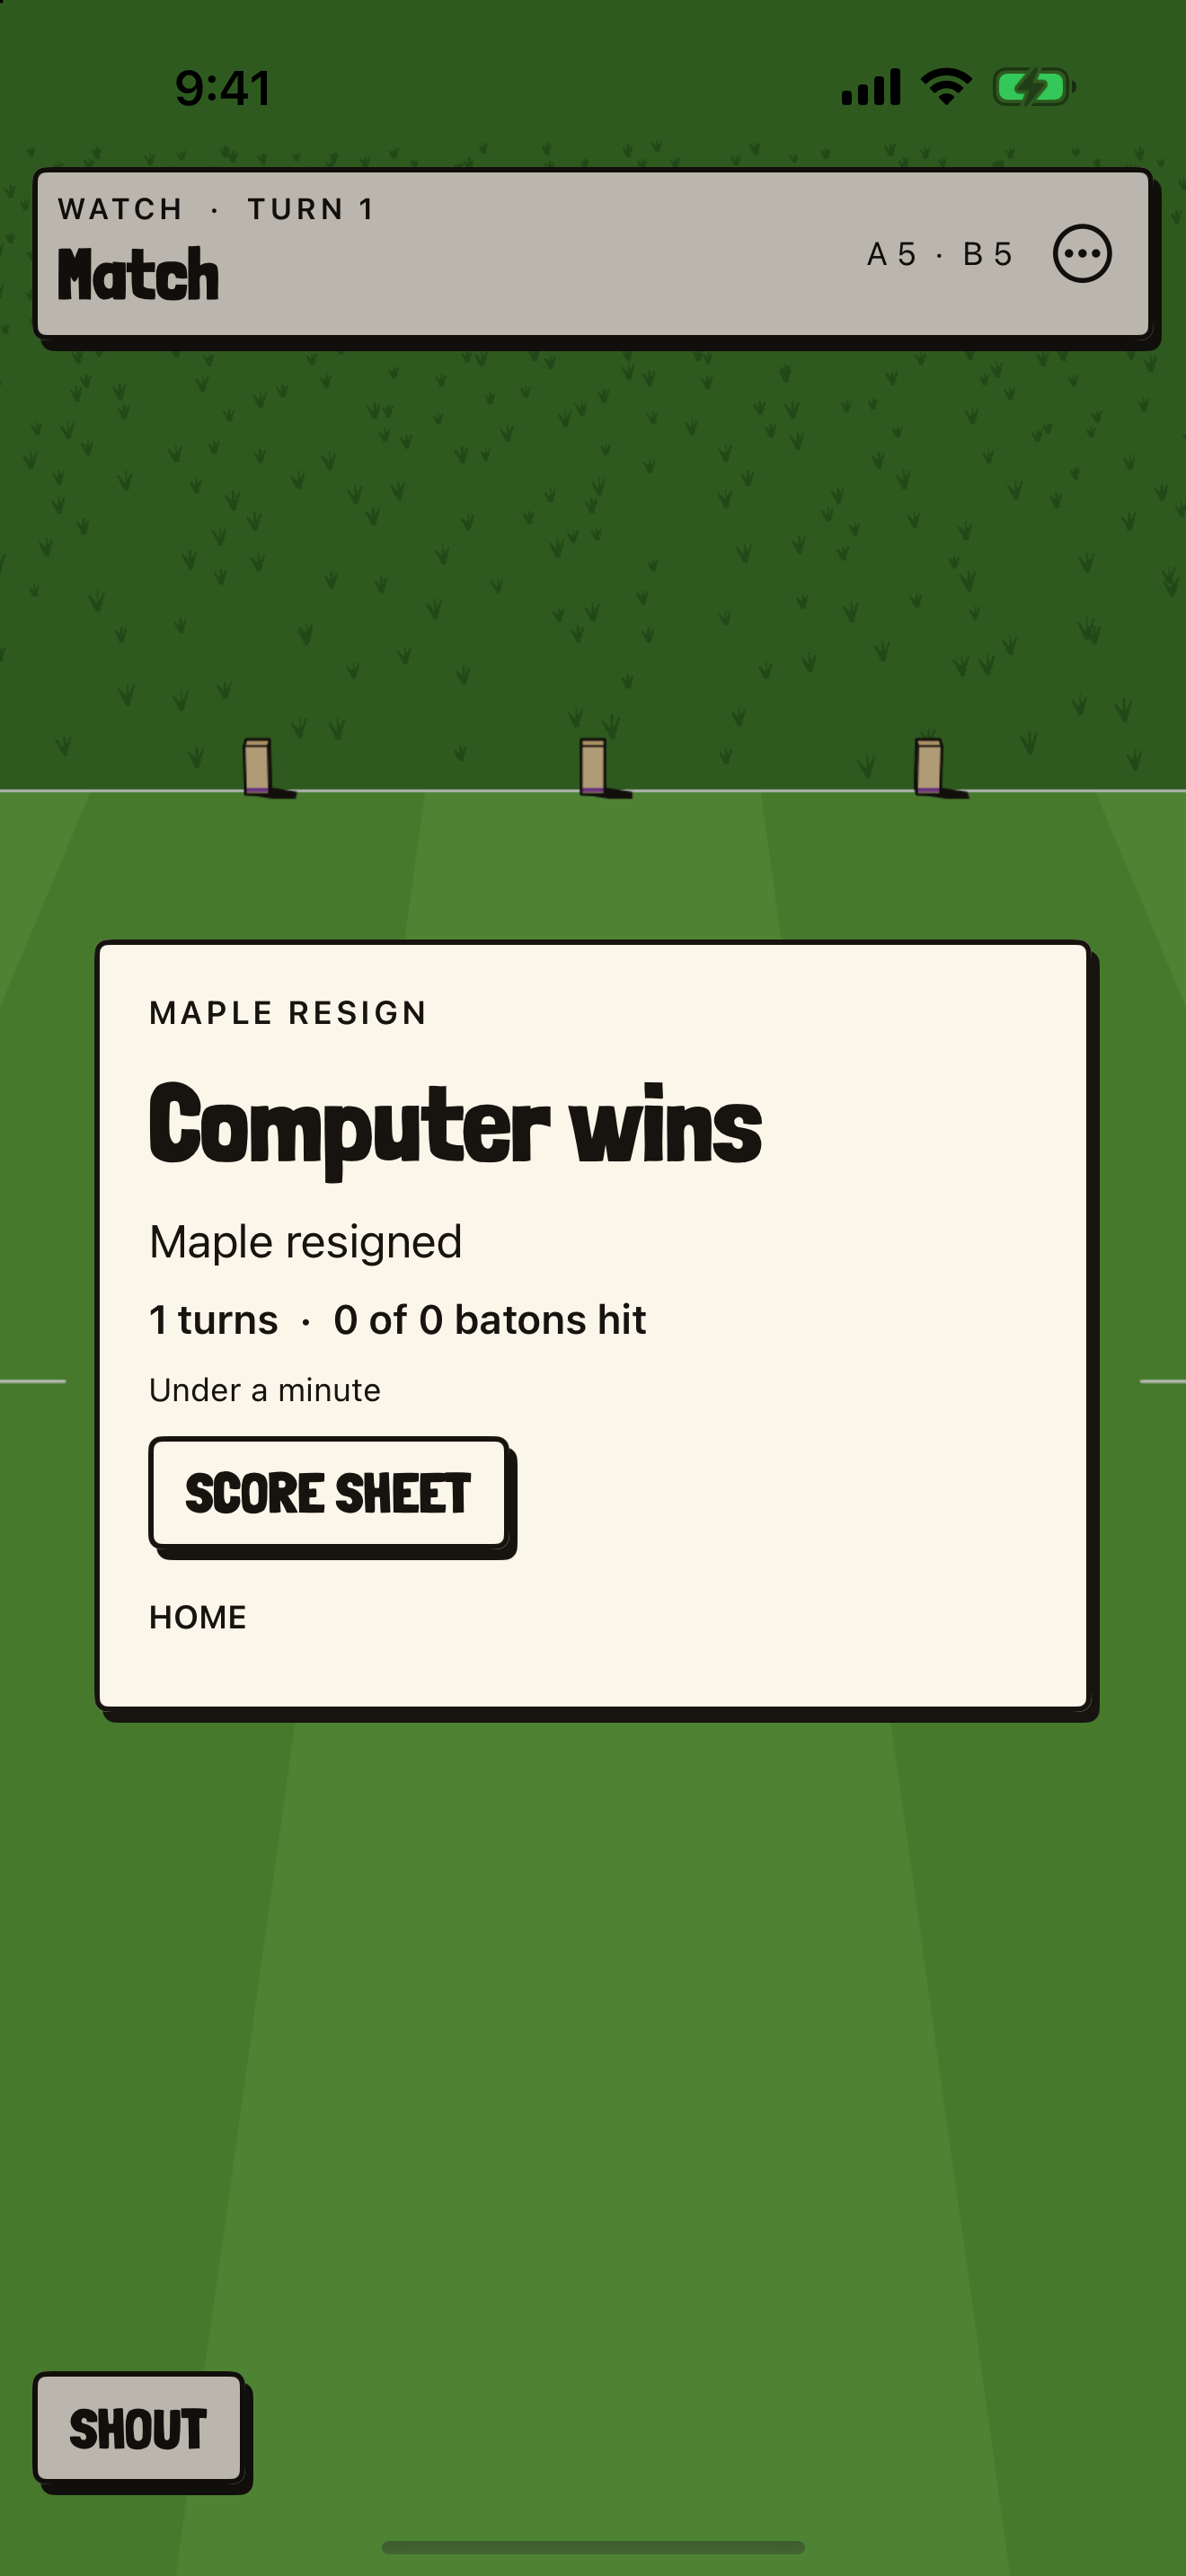 9:41
WATCH · TURN 1
Match
A 5 · B 5
MAPLE RESIGN
Computer wins
Maple resigned
1 turns · 0 of 0 batons hit
Under a minute
SCORE SHEET
HOME
SHOUT